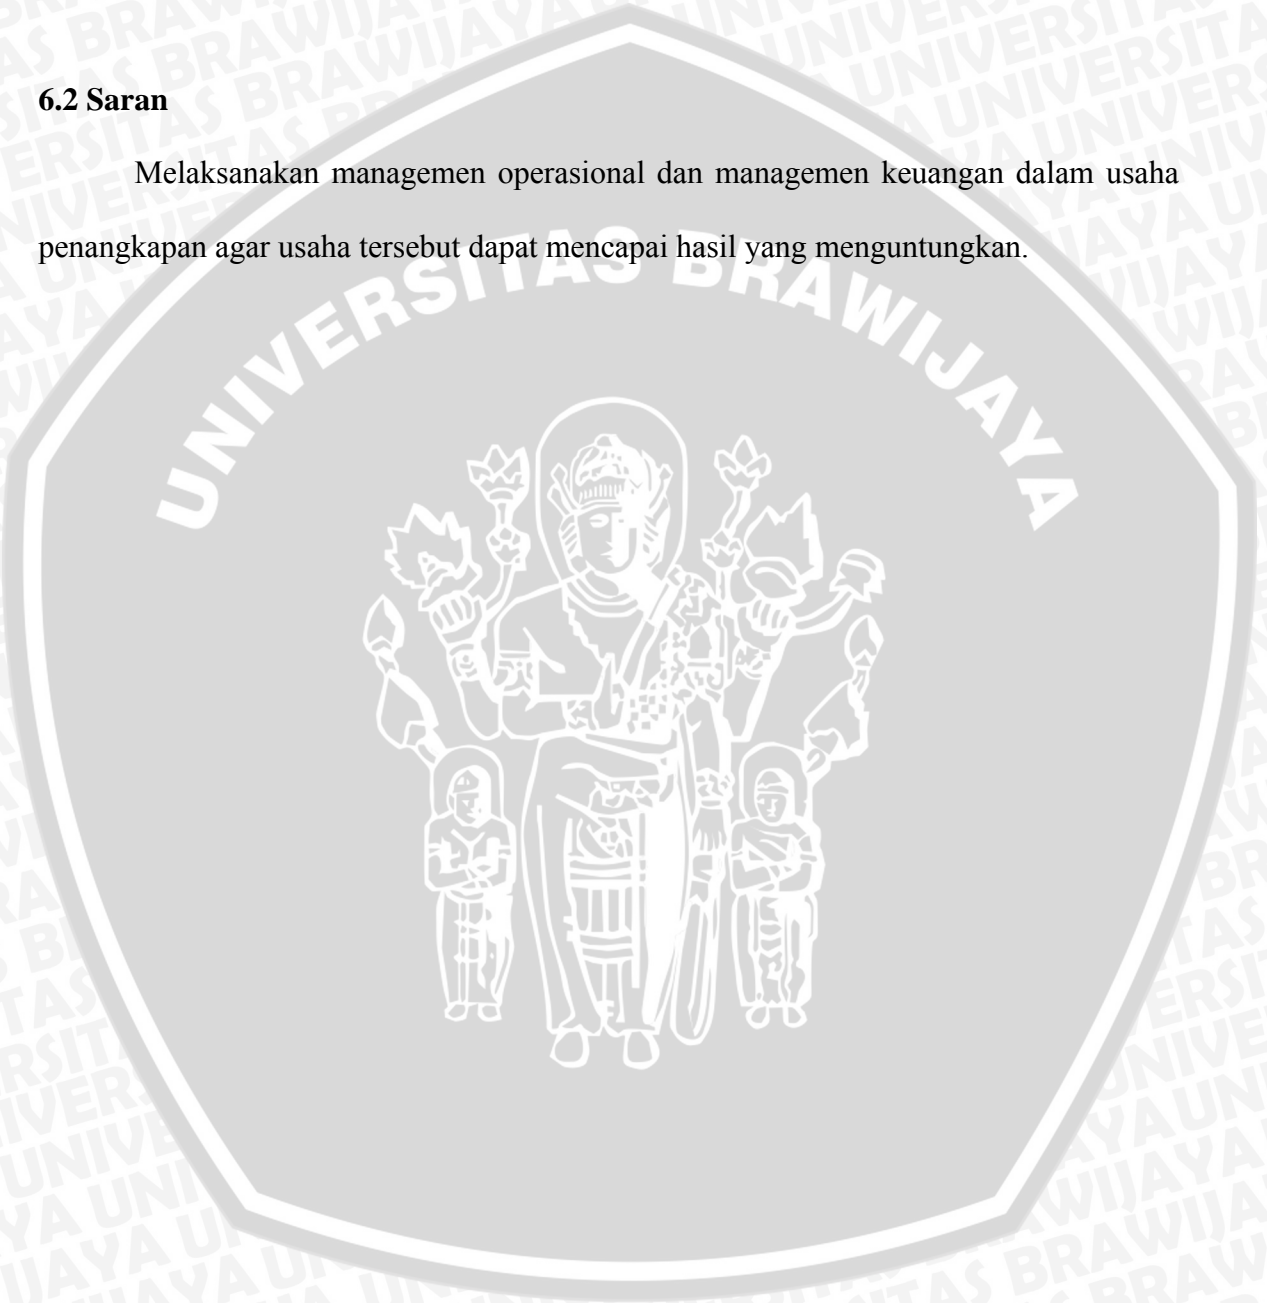 6.2 Saran
Melaksanakan managemen operasional dan managemen keuangan dalam usaha
penangkapan agar usaha tersebut dapat mencapai hasil yang menguntungkan.
UNIVERSITAS BRAWIJAYA